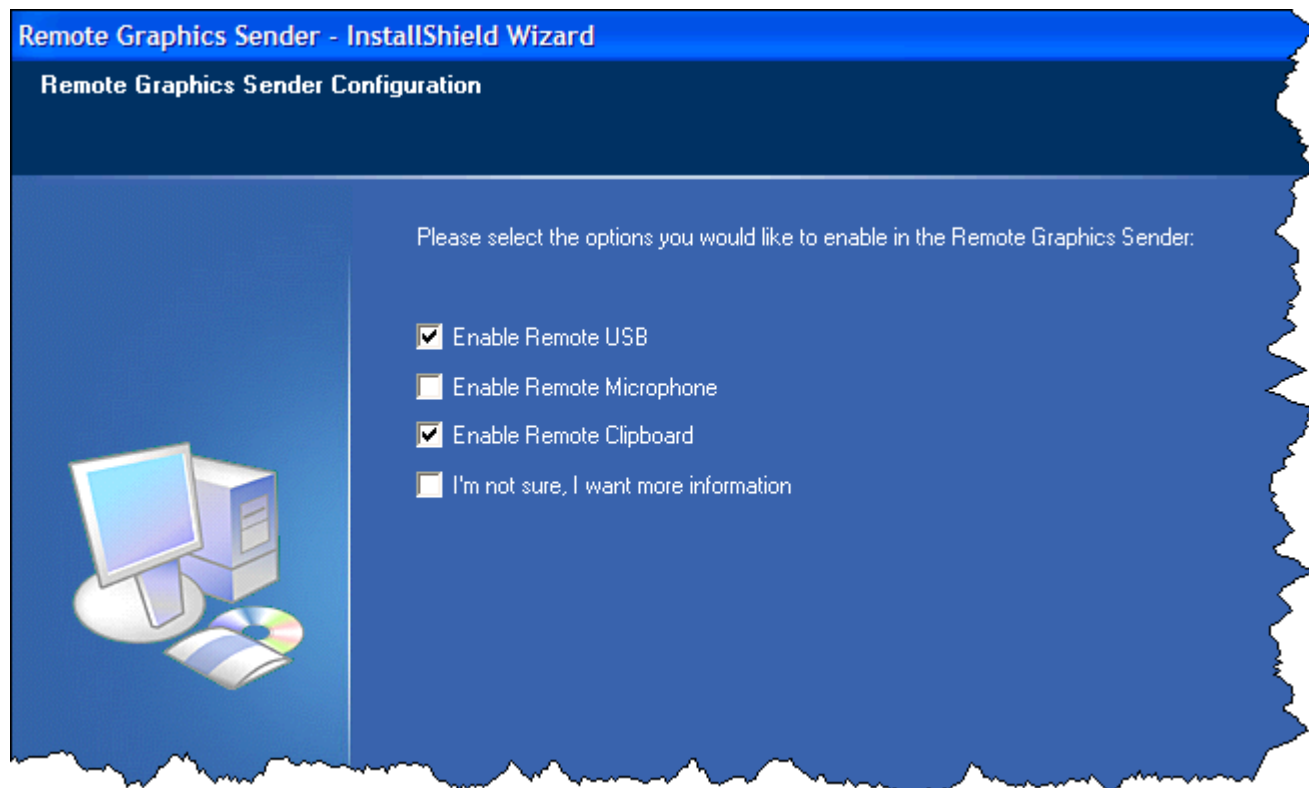 Remote Graphics Sender - InstallShield Wizard
Remote Graphics Sender Configuration
Please select the options you would like to enable in the Remote Graphics Sender:
Enable Remote USB
Enable Remote Microphone
Enable Remote Clipboard
I'm not sure, I want more information